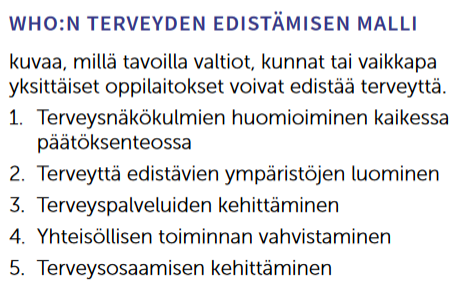 WHO:N TERVEYDEN EDISTÄMISEN MALLI
kuvaa, millä tavoilla valtiot, kunnat tai vaikkapa
yksittäiset oppilaitokset voivat edistää terveyttä.
1. Terveysnäkökulmien huomioiminen kaikessa
päätöksenteossa
2. Terveyttä edistävien ympäristöjen luominen
3. Terveyspalveluiden kehittäminen
4. Yhteisöllisen toiminnan vahvistaminen
5. Terveysosaamisen kehittäminen